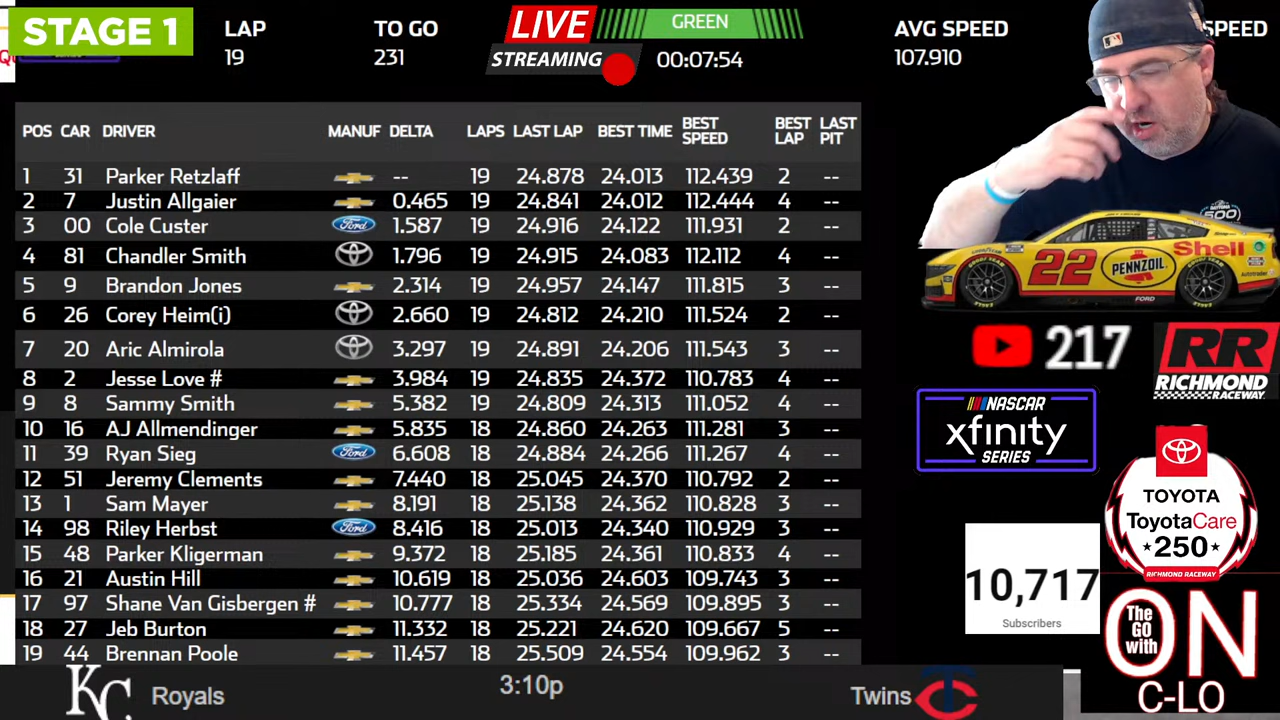 STAGE 1
LAP
19
TO GO
231
LIVE
STREAMING
GREEN
00:07:54
AVG SPEED
107.910
SPEED
POS CAR DRIVER MANUF DELTA LAPS LAST LAP BEST TIME BEST SPEED BEST LAP LAST PIT
1 31 Parker Retzlaff -- 19 24.878 24.013 112.439 2 --
2 7 Justin Allgaier 0.465 19 24.841 24.012 112.444 4 --
3 00 Cole Custer Ford 1.587 19 24.916 24.122 111.931 2 --
4 81 Chandler Smith 1.796 19 24.915 24.083 112.112 4 --
5 9 Brandon Jones 2.314 19 24.957 24.147 111.815 3 --
6 26 Corey Heim(i) 2.660 19 24.812 24.210 111.524 2 --
7 20 Aric Almirola 3.297 19 24.891 24.206 111.543 3 --
8 2 Jesse Love # 3.984 19 24.835 24.372 110.783 4 --
9 8 Sammy Smith 5.382 19 24.809 24.313 111.052 4 --
10 16 AJ Allmendinger 5.835 18 24.860 24.263 111.281 3 --
11 39 Ryan Sieg Ford 6.608 18 24.884 24.266 111.267 4 --
12 51 Jeremy Clements 7.440 18 25.045 24.370 110.792 2 --
13 1 Sam Mayer 8.191 18 25.138 24.362 110.828 3 --
14 98 Riley Herbst Ford 8.416 18 25.013 24.340 110.929 3 --
15 48 Parker Kligerman 9.372 18 25.185 24.361 110.833 4 --
16 21 Austin Hill 10.619 18 25.036 24.603 109.743 3 --
17 97 Shane Van Gisbergen # 10.777 18 25.334 24.569 109.895 3 --
18 27 Jeb Burton 11.332 18 25.221 24.620 109.667 5 --
19 44 Brennan Poole 11.457 18 25.509 24.554 109.962 3 --
DAYTONA
500
22
PENNZOIL
Shell
FORD
217
RR
RICHMOND
RACEWAY
NASCAR
xfinity
SERIES
TOYOTA
ToyotaCare
250
RICHMOND RACEWAY
10,717
Subscribers
The
GO
with
ON
C-LO
KC
Royals
3:10p
Twins
C